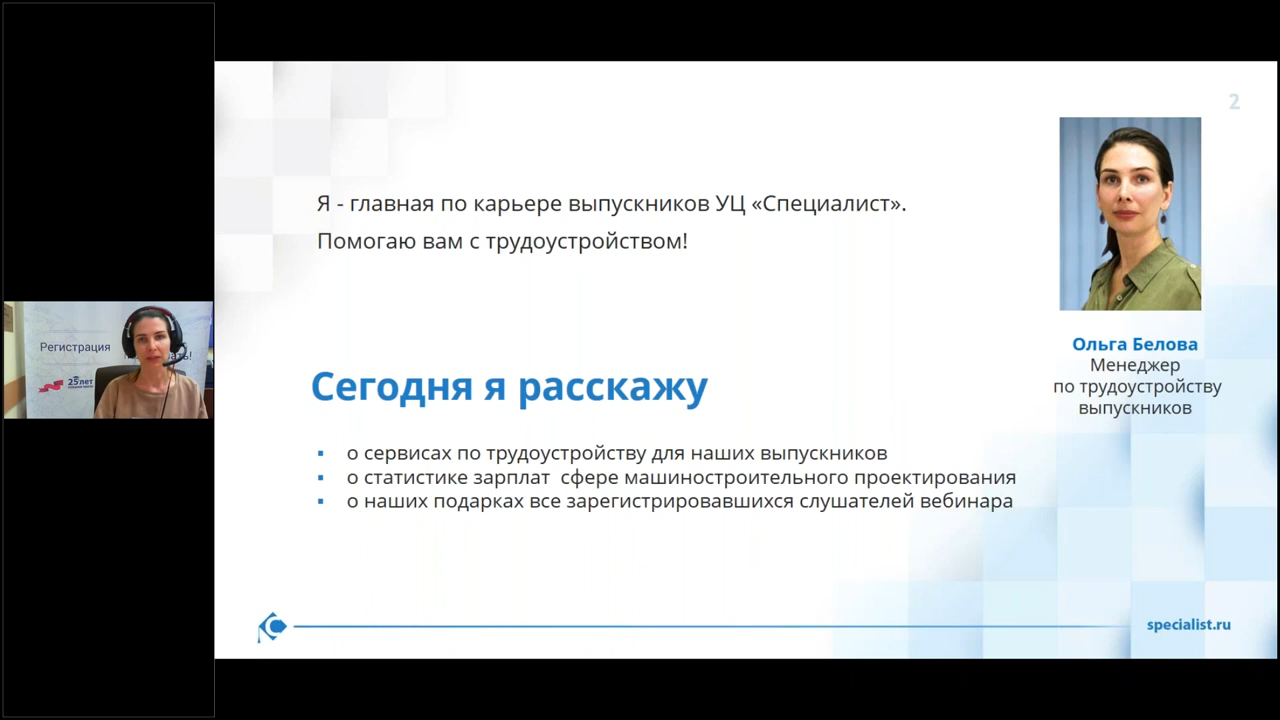 2
Я - главная по карьере выпускников УЦ «Специалист».
Помогаю вам с трудоустройством!
Ольга Белова
Менеджер
по трудоустройству
выпускников
Сегодня я расскажу
▪ о сервисах по трудоустройству для наших выпускников
▪ о статистике зарплат сфере машиностроительного проектирования
▪ о наших подарках все зарегистрировавшихся слушателей вебинара
specialist.ru
Регистрация
25 лет